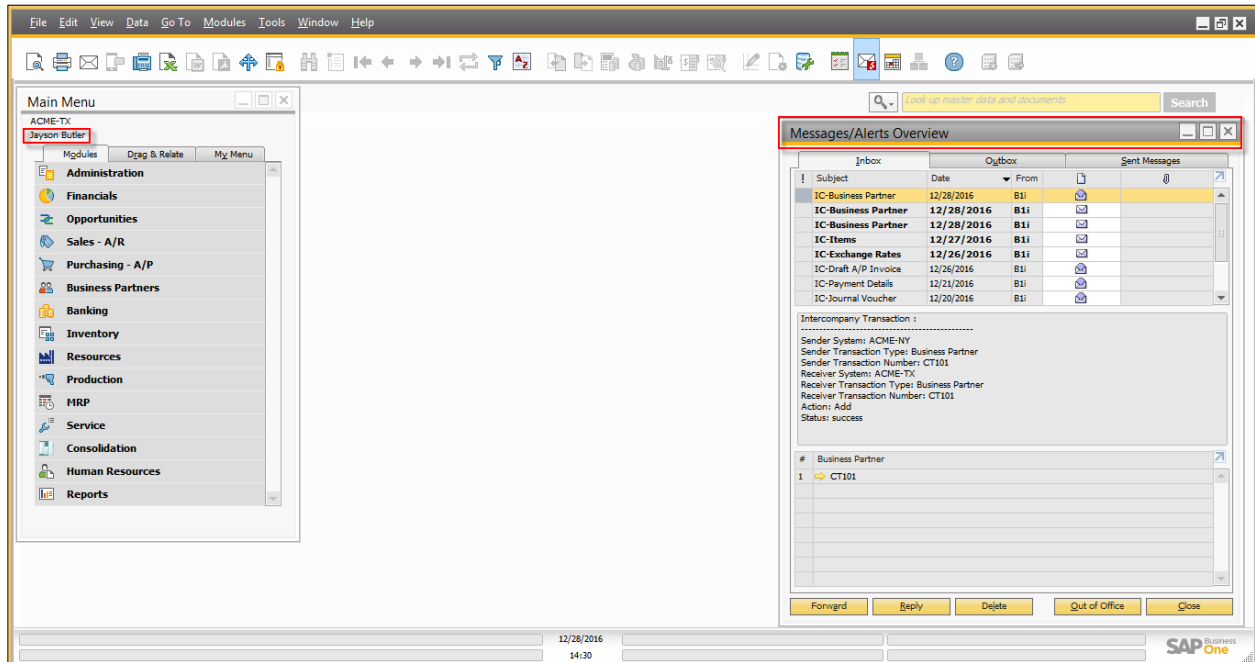 File Edit View Data Go To Modules Tools Window Help
Look up master data and documents Search
Main Menu
ACME-TX
Jayson Butler
Modules Drag & Relate My Menu
Administration
Financials
Opportunities
Sales - A/R
Purchasing - A/P
Business Partners
Banking
Inventory
Resources
Production
MRP
Service
Consolidation
Human Resources
Reports
Messages/Alerts Overview
Inbox Outbox Sent Messages
! Subject Date From
IC-Business Partner 12/28/2016 B1i
IC-Business Partner 12/28/2016 B1i
IC-Business Partner 12/28/2016 B1i
IC-Items 12/27/2016 B1i
IC-Exchange Rates 12/26/2016 B1i
IC-Draft A/P Invoice 12/26/2016 B1i
IC-Payment Details 12/21/2016 B1i
IC-Journal Voucher 12/20/2016 B1i
Intercompany Transaction :
-----------------------------------------------
Sender System: ACME-NY
Sender Transaction Type: Business Partner
Sender Transaction Number: CT101
Receiver System: ACME-TX
Receiver Transaction Type: Business Partner
Receiver Transaction Number: CT101
Action: Add
Status: success
# Business Partner
1 CT101
Forward Reply Delete Out of Office Close
12/28/2016
14:30
SAP Business One